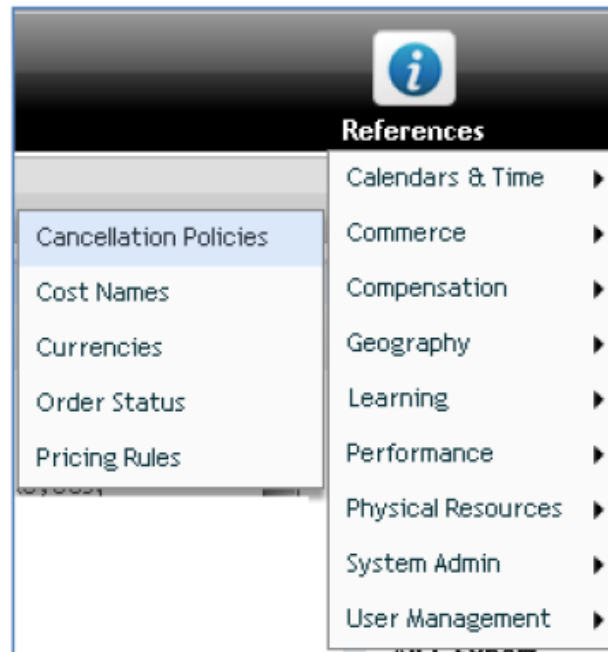 References
Calendars & Time
Commerce
Compensation
Geography
Learning
Performance
Physical Resources
System Admin
User Management
Cancellation Policies
Cost Names
Currencies
Order Status
Pricing Rules